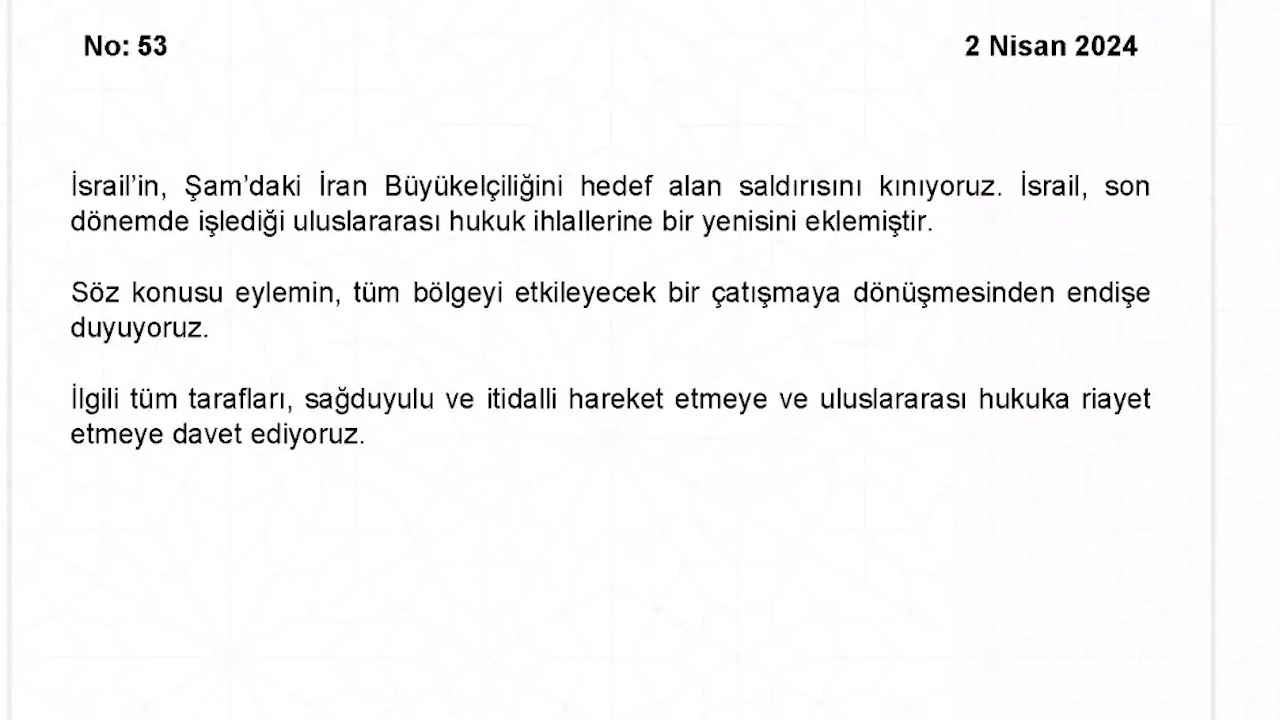 No: 53
2 Nisan 2024
İsrail’in, Şam’daki İran Büyükelçiliğini hedef alan saldırısını kınıyoruz. İsrail, son
dönemde işlediği uluslararası hukuk ihlallerine bir yenisini eklemiştir.
Söz konusu eylemin, tüm bölgeyi etkileyecek bir çatışmaya dönüşmesinden endişe
duyuyoruz.
İlgili tüm tarafları, sağduyulu ve itidalli hareket etmeye ve uluslararası hukuka riayet
etmeye davet ediyoruz.